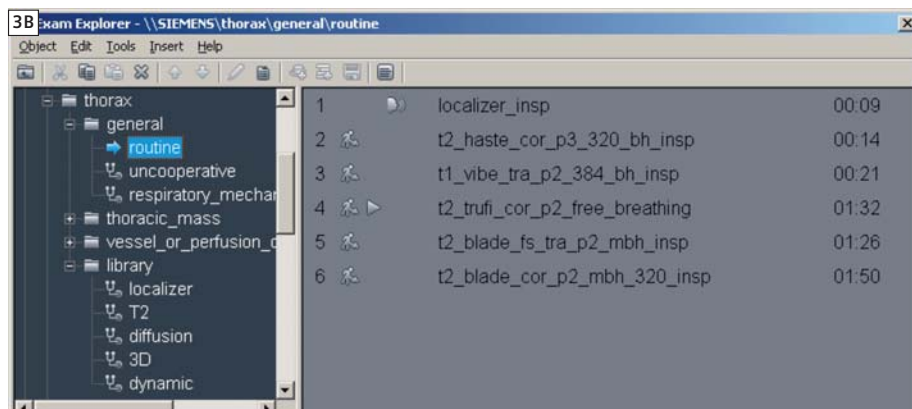 3B
Exam Explorer - \\SIEMENS\thorax\general\routine
Object Edit Tools Insert Help
thorax
general
routine
uncooperative
respiratory_mechar
thoracic_mass
vessel_or_perfusion_d
library
localizer
T2
diffusion
3D
dynamic
1 localizer_insp 00:09
2 t2_haste_cor_p3_320_bh_insp 00:14
3 t1_vibe_tra_p2_384_bh_insp 00:21
4 t2_trufi_cor_p2_free_breathing 01:32
5 t2_blade_fs_tra_p2_mbh_insp 01:26
6 t2_blade_cor_p2_mbh_320_insp 01:50